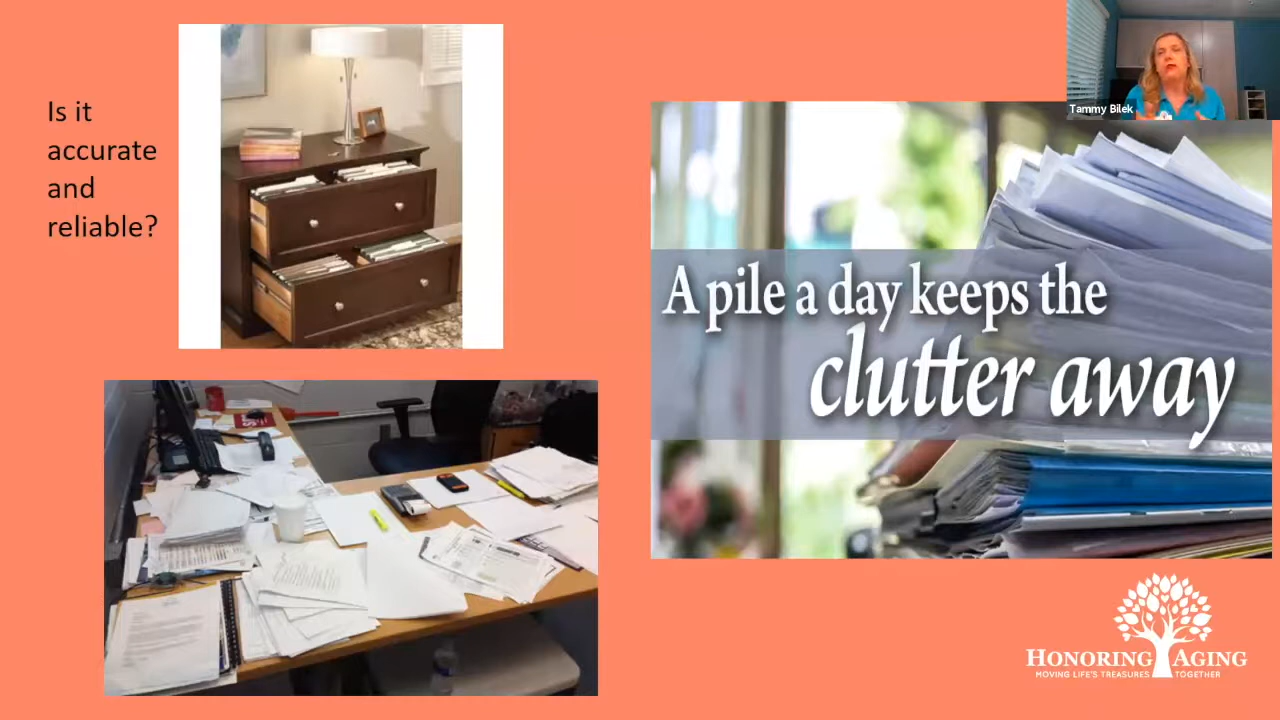 Is it
accurate
and
reliable?
Tammy Bilek
A pile a day keeps the
clutter away
HONORING AGING
MOVING LIFE'S TREASURES TOGETHER